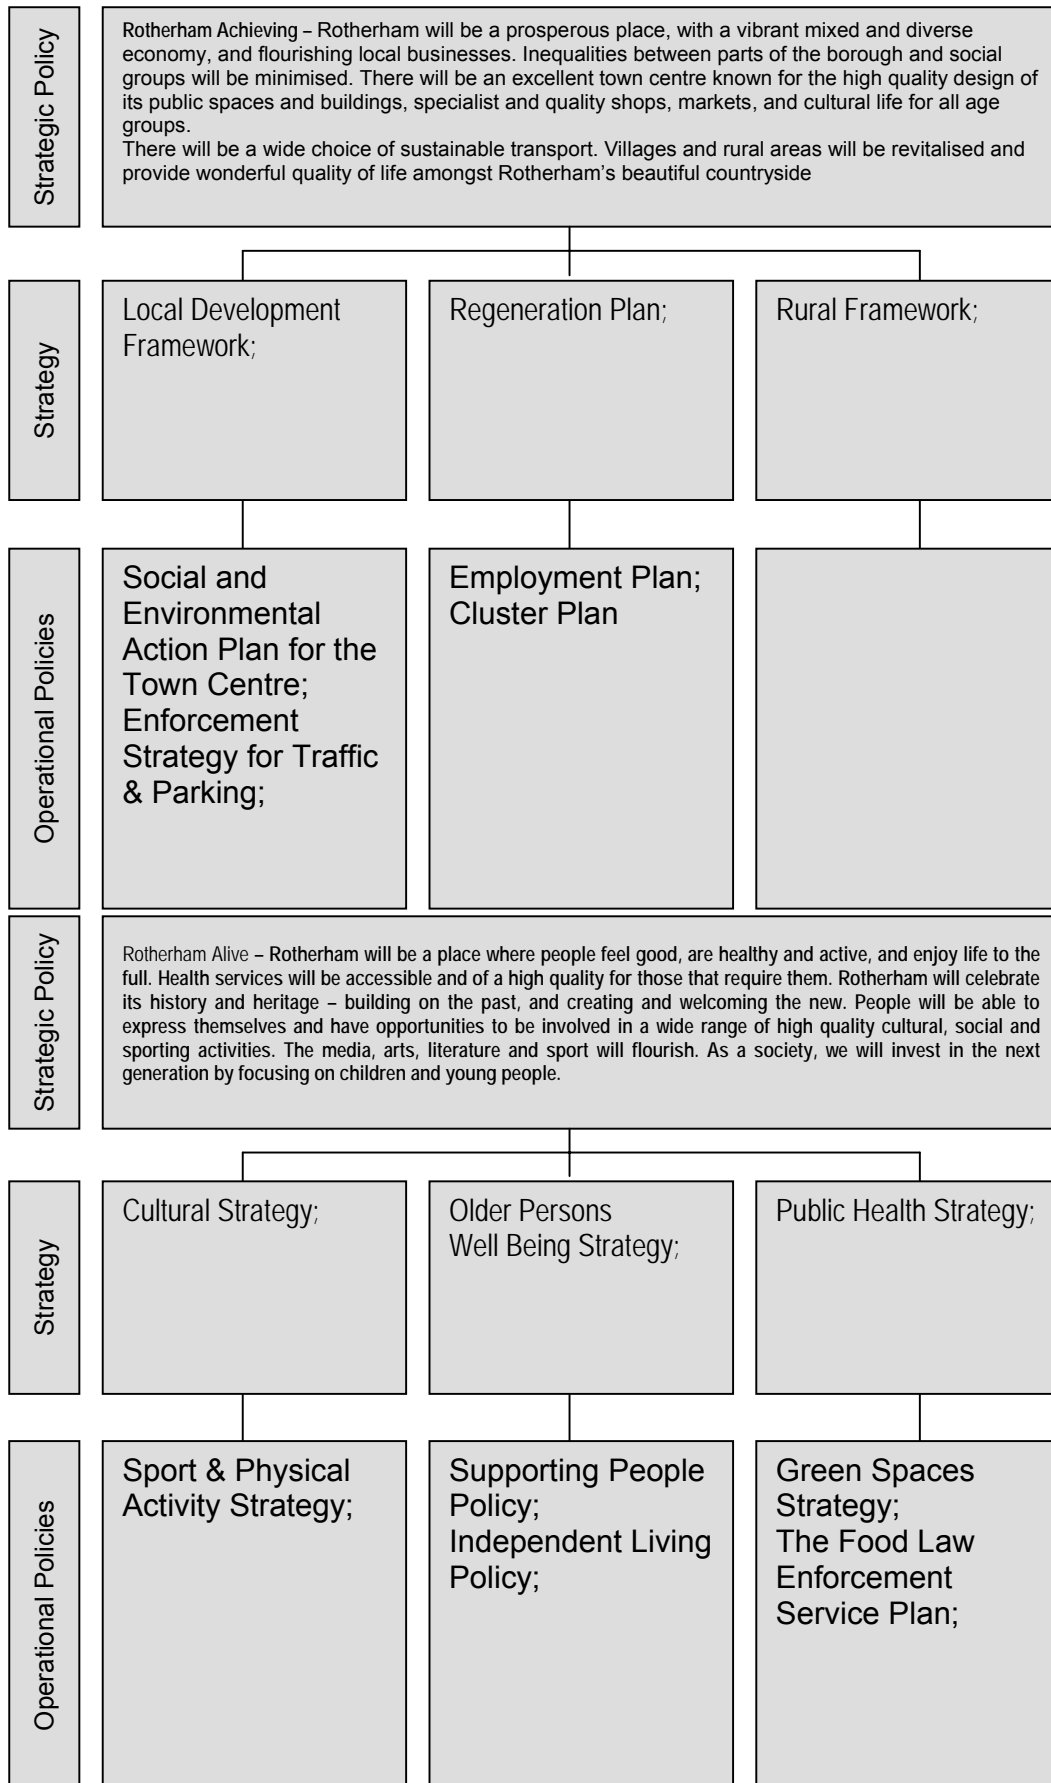 Strategic Policy
Rotherham Achieving – Rotherham will be a prosperous place, with a vibrant mixed and diverse
economy, and flourishing local businesses. Inequalities between parts of the borough and social
groups will be minimised. There will be an excellent town centre known for the high quality design of
its public spaces and buildings, specialist and quality shops, markets, and cultural life for all age
groups.
There will be a wide choice of sustainable transport. Villages and rural areas will be revitalised and
provide wonderful quality of life amongst Rotherham's beautiful countryside
Strategy
Local Development
Framework;
Regeneration Plan;
Rural Framework;
Operational Policies
Social and
Environmental
Action Plan for the
Town Centre;
Enforcement
Strategy for Traffic
& Parking;
Employment Plan;
Cluster Plan
Strategic Policy
Rotherham Alive – Rotherham will be a place where people feel good, are healthy and active, and enjoy life to the
full. Health services will be accessible and of a high quality for those that require them. Rotherham will celebrate
its history and heritage – building on the past, and creating and welcoming the new. People will be able to
express themselves and have opportunities to be involved in a wide range of high quality cultural, social and
sporting activities. The media, arts, literature and sport will flourish. As a society, we will invest in the next
generation by focusing on children and young people.
Strategy
Cultural Strategy;
Older Persons
Well Being Strategy;
Public Health Strategy;
Operational Policies
Sport & Physical
Activity Strategy;
Supporting People
Policy;
Independent Living
Policy;
Green Spaces
Strategy;
The Food Law
Enforcement
Service Plan;